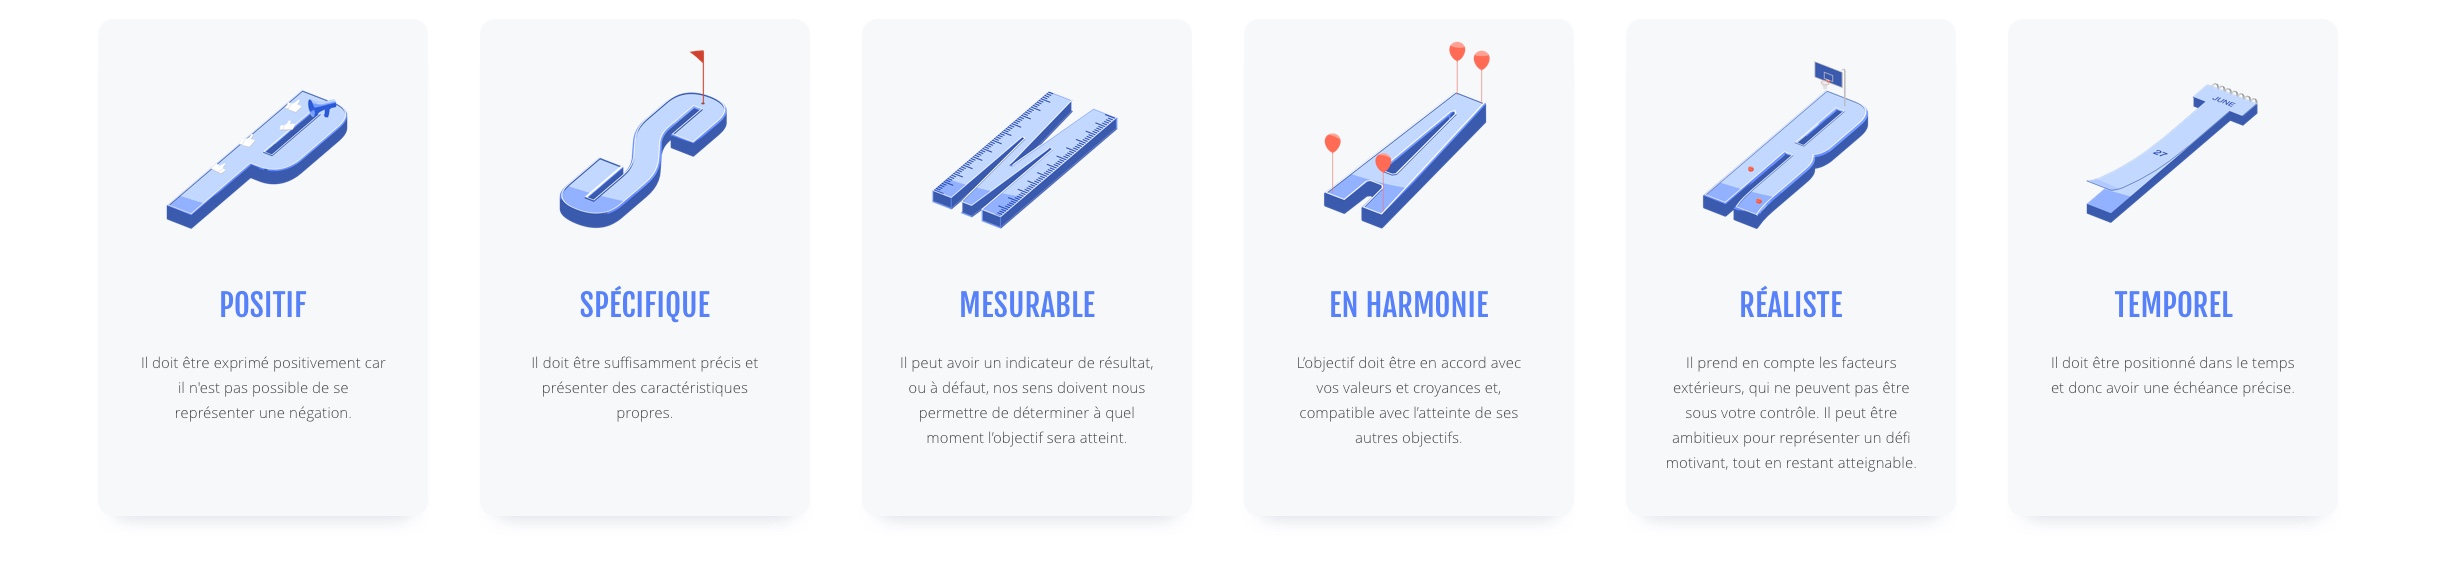 P
POSITIF
Il doit être exprimé positivement car
il n'est pas possible de se
représenter une négation.
S
SPÉCIFIQUE
Il doit être suffisamment précis et
présenter des caractéristiques
propres.
M
MESURABLE
Il peut avoir un indicateur de résultat,
ou à défaut, nos sens doivent nous
permettre de déterminer à quel
moment l'objectif sera atteint.
A
EN HARMONIE
L'objectif doit être en accord avec
vos valeurs et croyances et,
compatible avec l'atteinte de ses
autres objectifs.
R
RÉALISTE
Il prend en compte les facteurs
extérieurs, qui ne peuvent pas être
sous votre contrôle. Il peut être
ambitieux pour représenter un défi
motivant, tout en restant atteignable.
T
JUNE
27
TEMPOREL
Il doit être positionné dans le temps
et donc avoir une échéance précise.